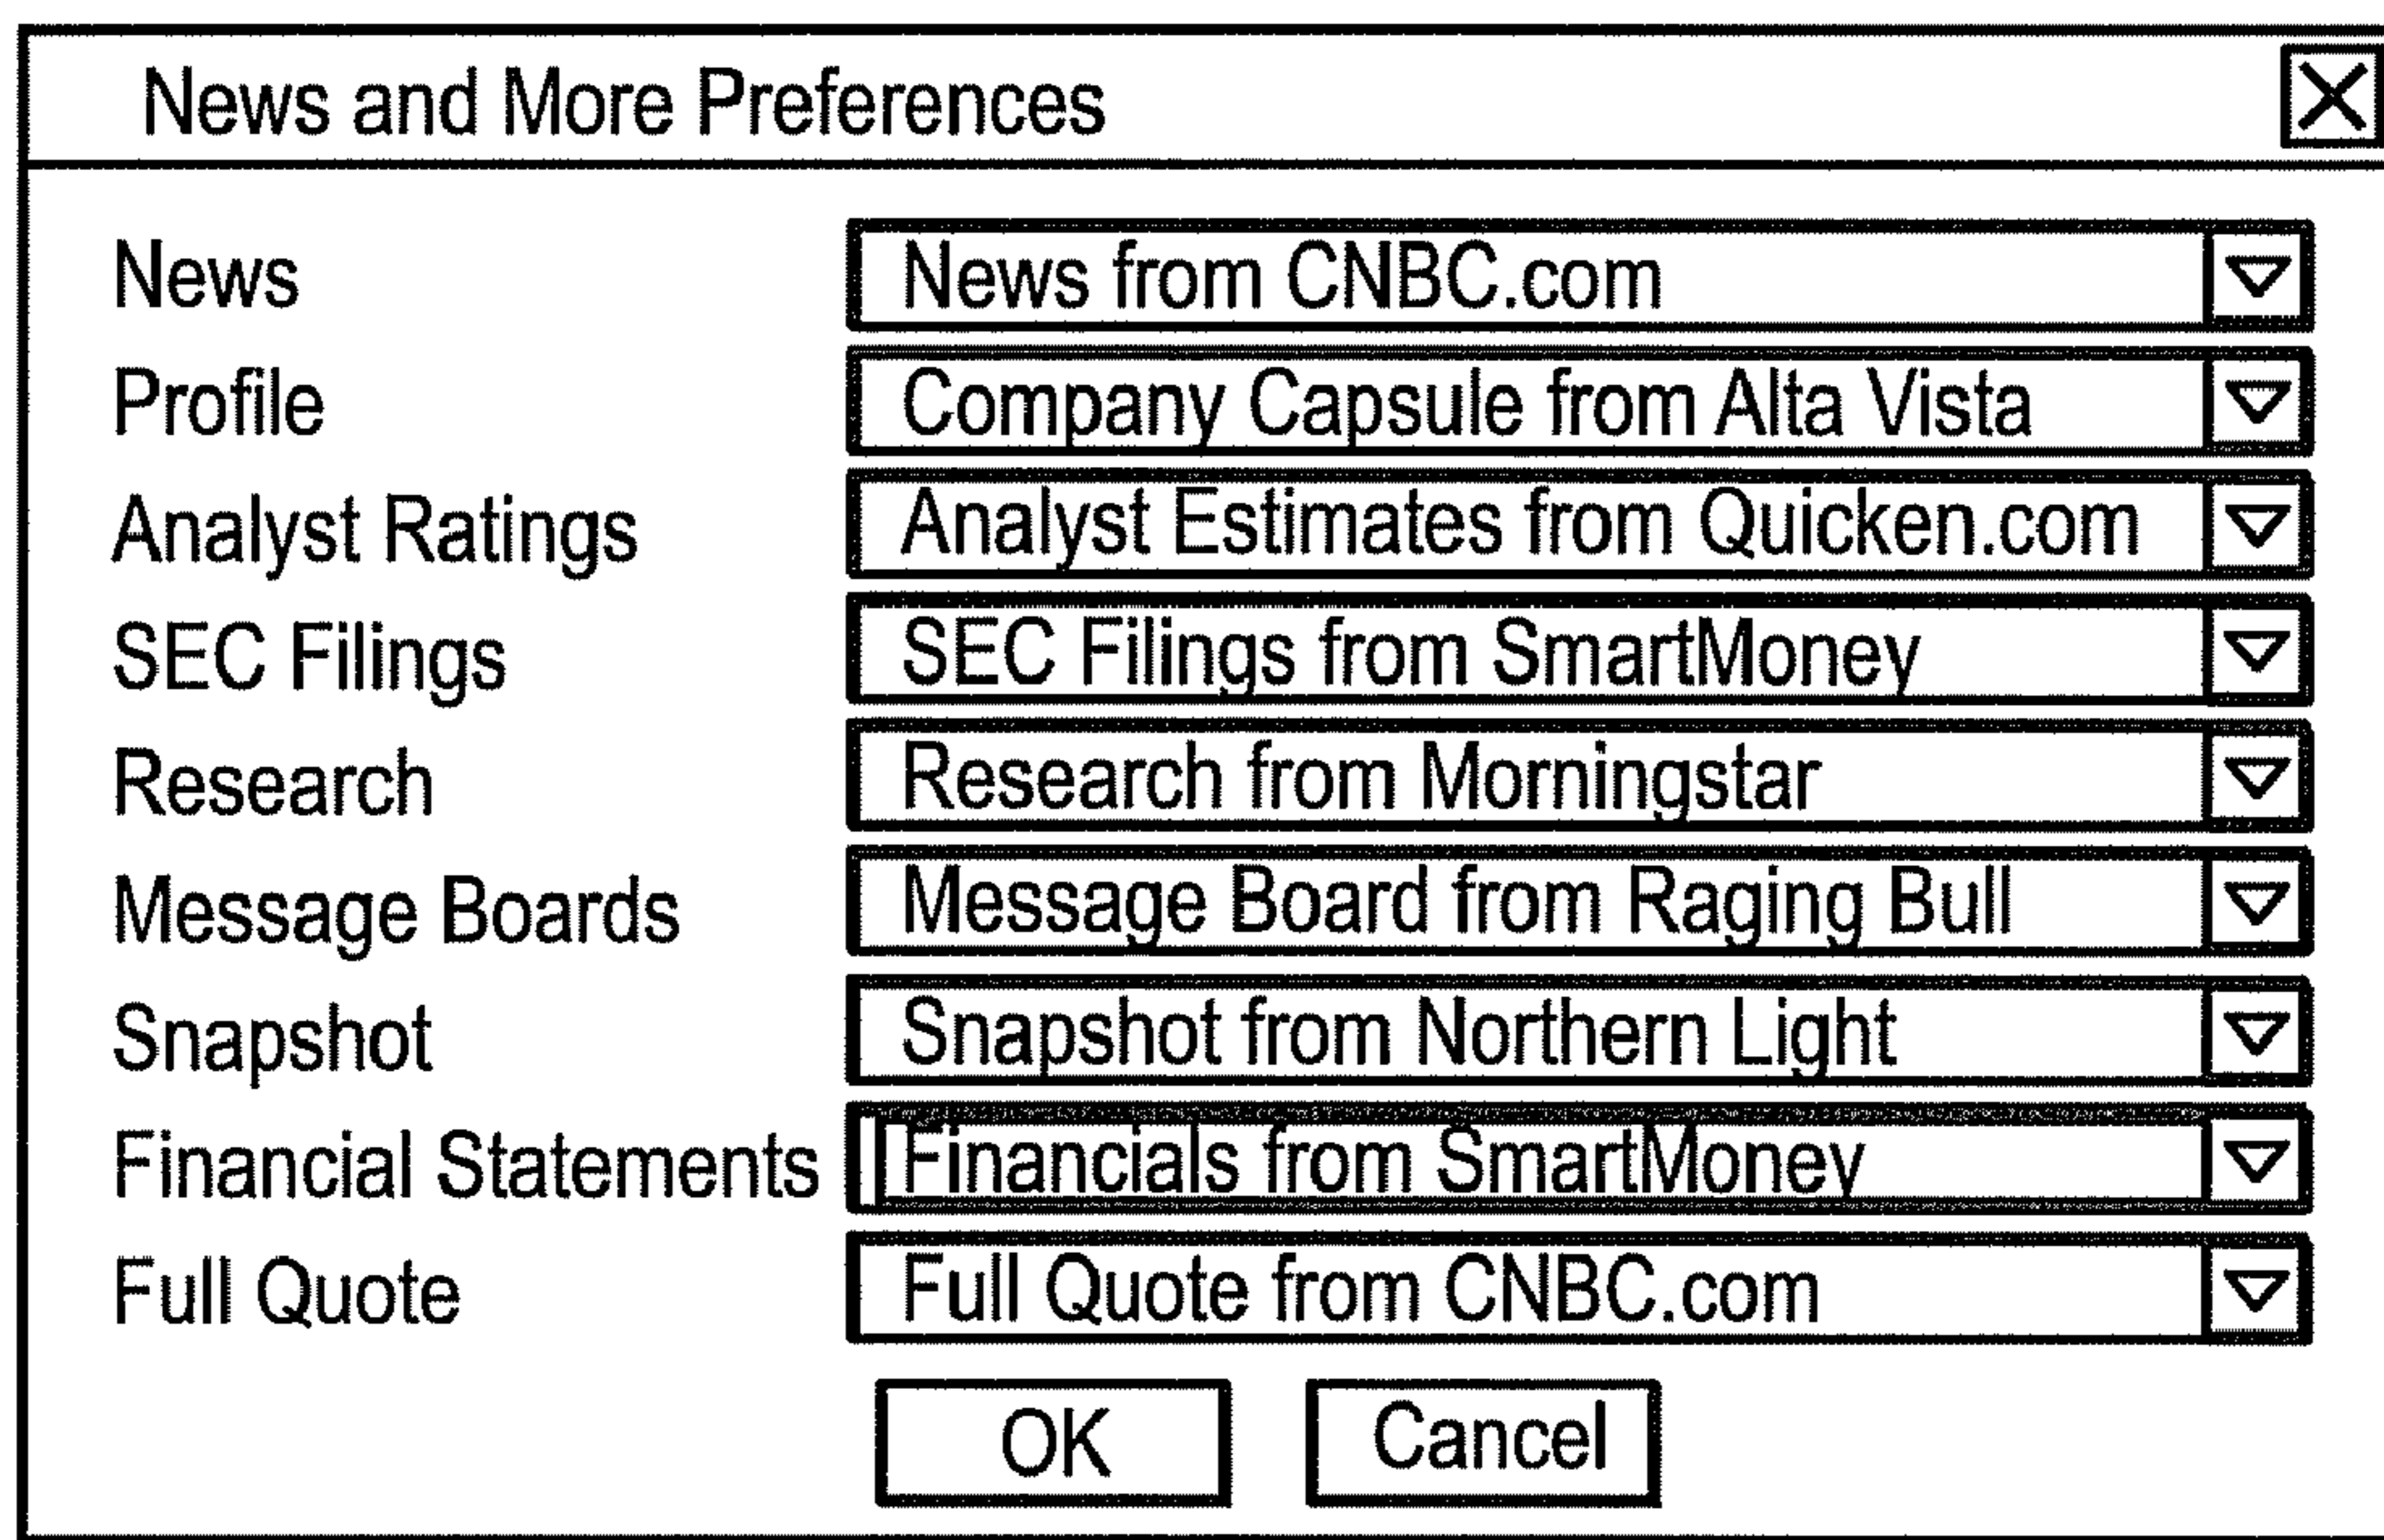 News and More Preferences
News News from CNBC.com
Profile Company Capsule from Alta Vista
Analyst Ratings Analyst Estimates from Quicken.com
SEC Filings SEC Filings from SmartMoney
Research Research from Morningstar
Message Boards Message Board from Raging Bull
Snapshot Snapshot from Northern Light
Financial Statements Financials from SmartMoney
Full Quote Full Quote from CNBC.com
OK Cancel